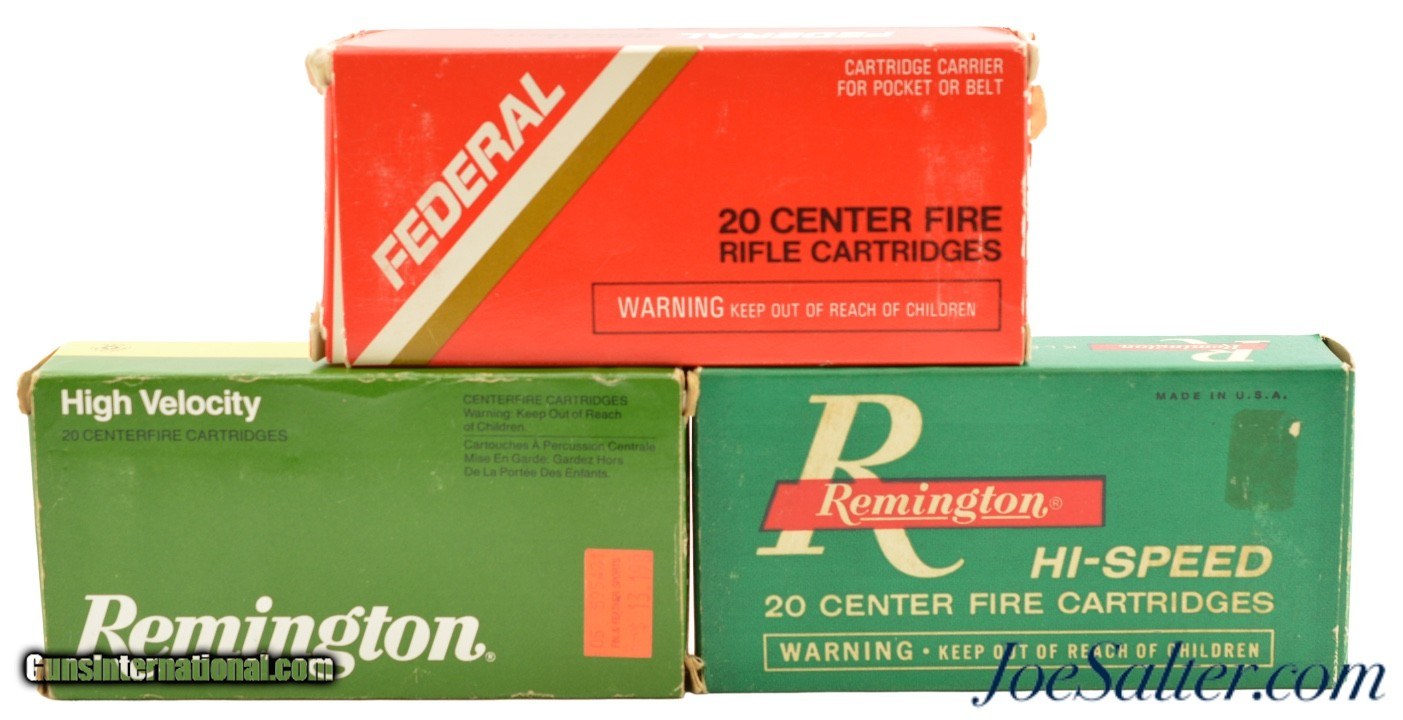 FEDERAL
CARTRIDGE CARRIER
FOR POCKET OR BELT
20 CENTER FIRE
RIFLE CARTRIDGES
WARNING KEEP OUT OF REACH OF CHILDREN
High Velocity
20 CENTERFIRE CARTRIDGES
CENTERFIRE CARTRIDGES
Warning: Keep Out of Reach
of Children.
Cartouches À Percussion Centrale
Mise En Garde: Gardez Hors
De La Portée Des Enfants.
Remington®
GunsInternational.com
R Remington
MADE IN U.S.A.
R
Remington®
HI-SPEED
20 CENTER FIRE CARTRIDGES
WARNING • KEEP OUT OF REACH OF CHILDREN
JoeSalter.com